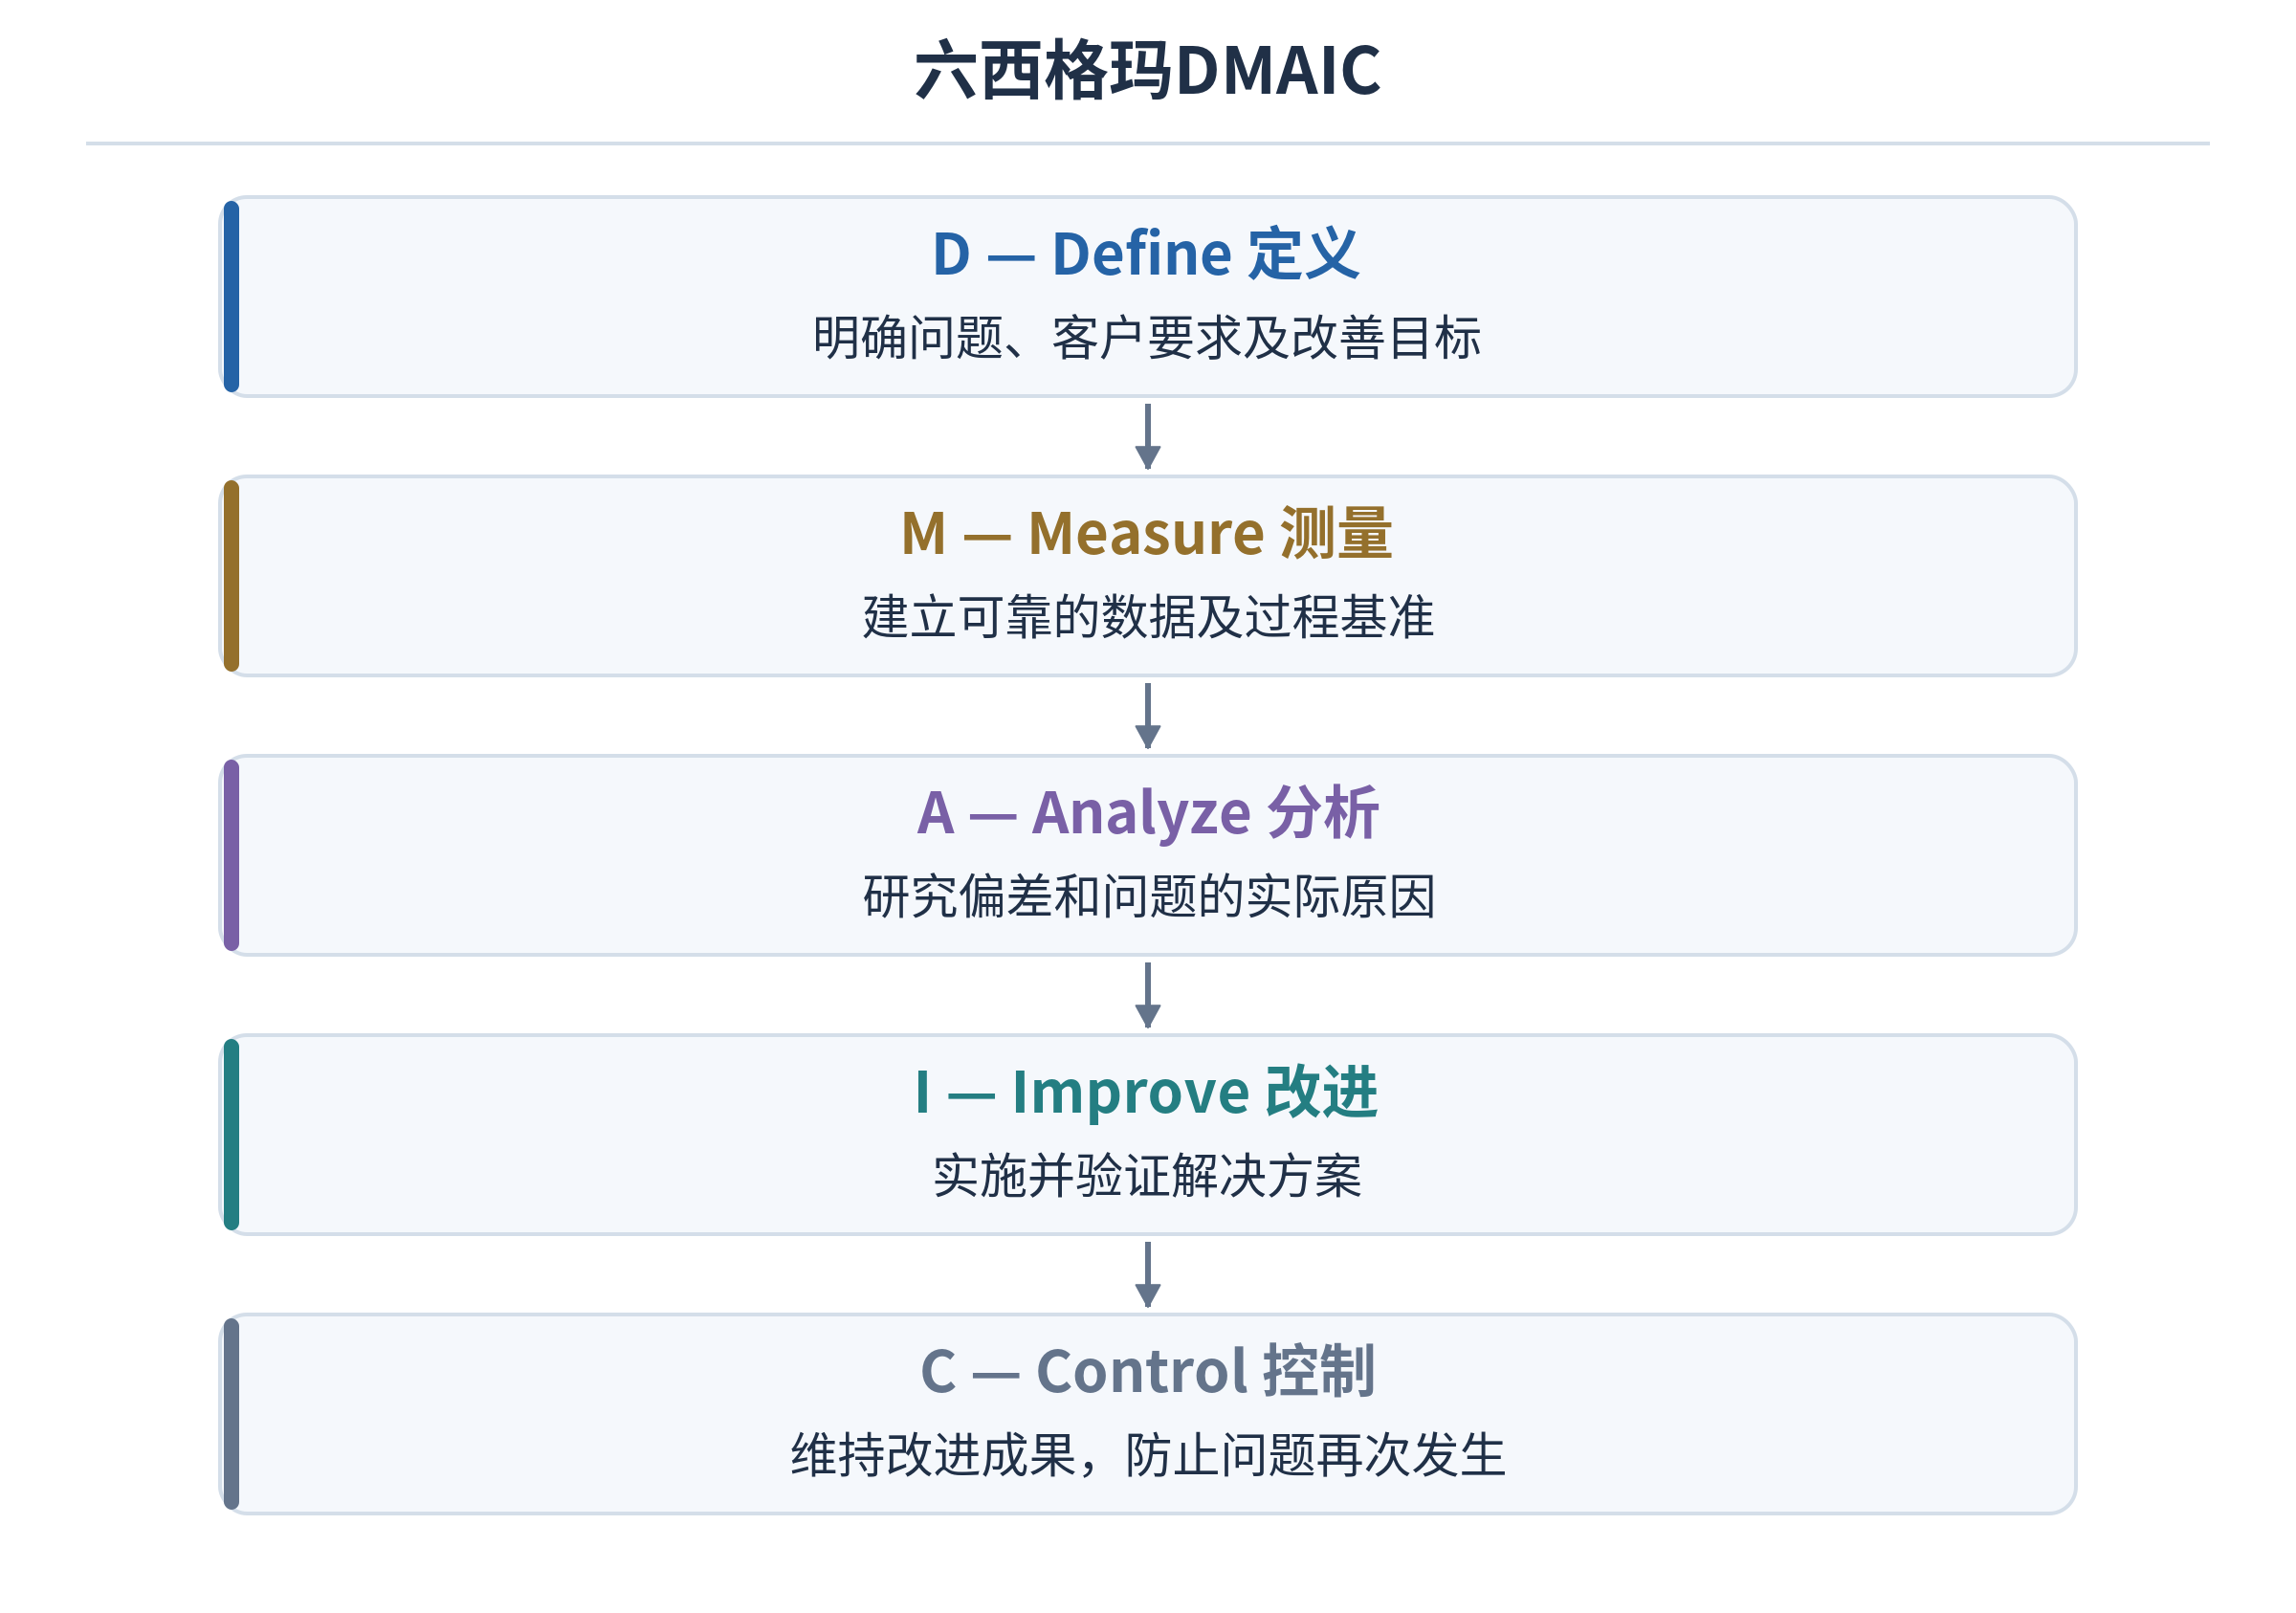 六西格玛DMAIC
D — Define 定义
明确问题、客户要求及改善目标
M — Measure 测量
建立可靠的数据及过程基准
A — Analyze 分析
研究偏差和问题的实际原因
I — Improve 改进
实施并验证解决方案
C — Control 控制
维持改进成果，防止问题再次发生